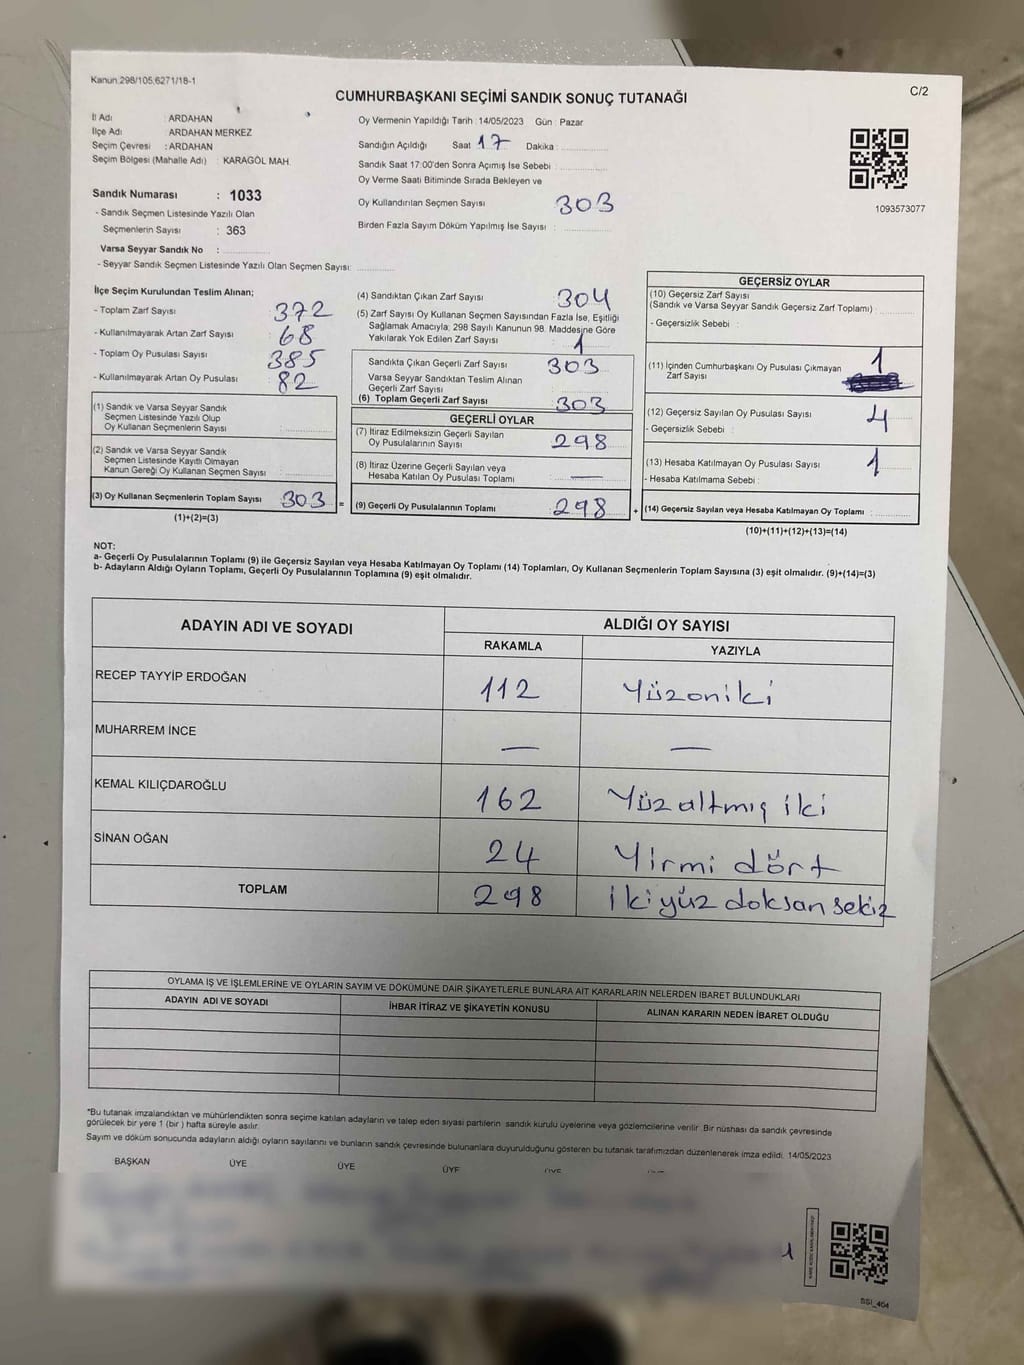 Kanun 298/105,6271/18-1
C/2
CUMHURBAŞKANI SEÇİMİ SANDIK SONUÇ TUTANAĞI
İl Adı : ARDAHAN
İlçe Adı : ARDAHAN MERKEZ
Seçim Çevresi : ARDAHAN
Seçim Bölgesi (Mahalle Adı) : KARAGÖL MAH.
Oy Vermenin Yapıldığı Tarih : 14/05/2023 Gün : Pazar
Sandığın Açıldığı Saat 17 Dakika :
Sandık Saat 17:00'den Sonra Açımış İse Sebebi :
Oy Verme Saati Bitiminde Sırada Bekleyen ve
Oy Kullandırılan Seçmen Sayısı 303
Birden Fazla Sayım Döküm Yapılmış İse Sayısı :
1093573077
Sandık Numarası : 1033
- Sandık Seçmen Listesinde Yazılı Olan
Seçmenlerin Sayısı : 363
Varsa Seyyar Sandık No :
- Seyyar Sandık Seçmen Listesinde Yazılı Olan Seçmen Sayısı:
İlçe Seçim Kurulundan Teslim Alınan;
- Toplam Zarf Sayısı 372
- Kullanılmayarak Artan Zarf Sayısı 68
- Toplam Oy Pusulası Sayısı 385
- Kullanılmayarak Artan Oy Pusulası 82
(1) Sandık ve Varsa Seyyar Sandık
Seçmen Listesinde Yazılı Olup
Oy Kullanan Seçmenlerin Sayısı
(2) Sandık ve Varsa Seyyar Sandık
Seçmen Listesinde Kayıtlı Olmayan
Kanun Gereği Oy Kullanan Seçmen Sayısı
(3) Oy Kullanan Seçmenlerin Toplam Sayısı 303 =
(1)+(2)=(3)
(4) Sandıktan Çıkan Zarf Sayısı 304
(5) Zarf Sayısı Oy Kullanan Seçmen Sayısından Fazla İse, Eşitliği
Sağlamak Amacıyla; 298 Sayılı Kanunun 98. Maddesine Göre
Yakılarak Yok Edilen Zarf Sayısı : 1
Sandıkta Çıkan Geçerli Zarf Sayısı 303
Varsa Seyyar Sandıktan Teslim Alınan
Geçerli Zarf Sayısı
(6) Toplam Geçerli Zarf Sayısı 303
GEÇERLİ OYLAR
(7) İtiraz Edilmeksizin Geçerli Sayılan
Oy Pusulalarının Sayısı 298
(8) İtiraz Üzerine Geçerli Sayılan veya
Hesaba Katılan Oy Pusulası Toplamı —
(9) Geçerli Oy Pusulalarının Toplamı 298 +
GEÇERSİZ OYLAR
(10) Geçersiz Zarf Sayısı
(Sandık ve Varsa Seyyar Sandık Geçersiz Zarf Toplamı) :
- Geçersizlik Sebebi :
(11) İçinden Cumhurbaşkanı Oy Pusulası Çıkmayan
Zarf Sayısı 1
(12) Geçersiz Sayılan Oy Pusulası Sayısı 4
- Geçersizlik Sebebi :
(13) Hesaba Katılmayan Oy Pusulası Sayısı 1
- Hesaba Katılmama Sebebi :
(14) Geçersiz Sayılan veya Hesaba Katılmayan Oy Toplamı :
(10)+(11)+(12)+(13)=(14)
NOT:
a- Geçerli Oy Pusulalarının Toplamı (9) ile Geçersiz Sayılan veya Hesaba Katılmayan Oy Toplamı (14) Toplamları, Oy Kullanan Seçmenlerin Toplam Sayısına (3) eşit olmalıdır. (9)+(14)=(3)
b- Adayların Aldığı Oyların Toplamı, Geçerli Oy Pusulalarının Toplamına (9) eşit olmalıdır.
ADAYIN ADI VE SOYADI
ALDIĞI OY SAYISI
RAKAMLA YAZIYLA
RECEP TAYYİP ERDOĞAN 112 Yüzoniki
MUHARREM İNCE — —
KEMAL KILIÇDAROĞLU 162 Yüzaltmış iki
SİNAN OĞAN 24 Yirmi dört
TOPLAM 298 ikiyüz doksan sekiz
OYLAMA İŞ VE İŞLEMLERİNE VE OYLARIN SAYIM VE DÖKÜMÜNE DAİR ŞİKAYETLERLE BUNLARA AİT KARARLARIN NELERDEN İBARET BULUNDUKLARI
ADAYIN ADI VE SOYADI İHBAR İTİRAZ VE ŞİKAYETİN KONUSU ALINAN KARARIN NEDEN İBARET OLDUĞU
*Bu tutanak imzalandıktan ve mühürlendikten sonra seçime katılan adayların ve talep eden siyasi partilerin sandık kurulu üyelerine veya gözlemcilerine verilir. Bir nüshası da sandık çevresinde
görülecek bir yere 1 (bir) hafta süreyle asılır.
Sayım ve döküm sonucunda adayların aldığı oyların sayılarını ve bunların sandık çevresinde bulunanlara duyurulduğunu gösteren bu tutanak tarafımızdan düzenlenerek imza edildi. 14/05/2023
BAŞKAN ÜYE ÜYE ÜYE ÜYE
SSI_404